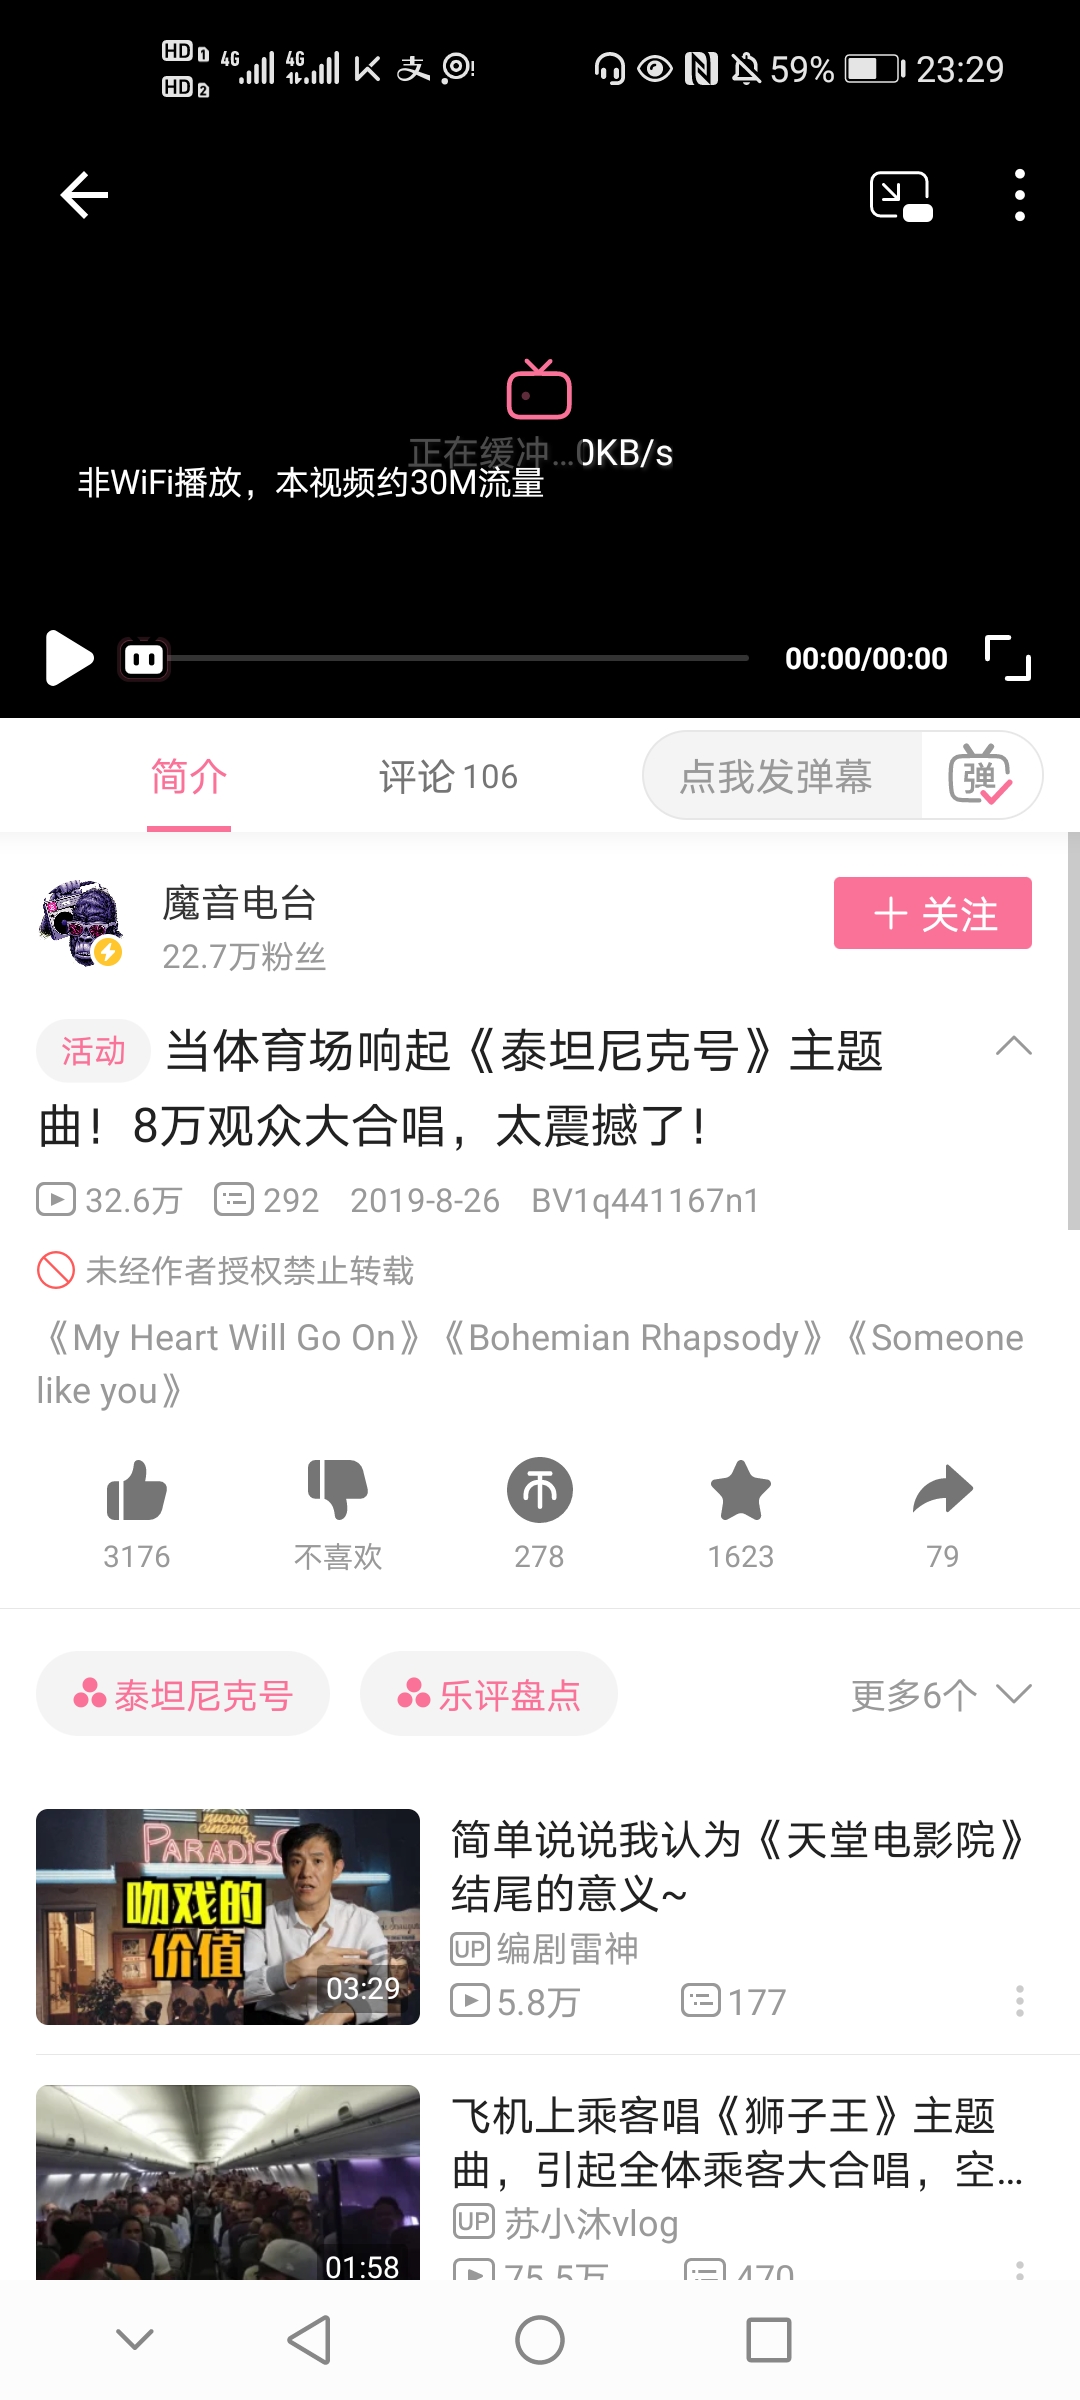 HD 1 4G 4G 59% 23:29
HD 2
正在缓冲...0KB/s
非WiFi播放，本视频约30M流量
00:00/00:00
简介 评论 106 点我发弹幕 弹
魔音电台
22.7万粉丝
关注
活动 当体育场响起《泰坦尼克号》主题
曲！8万观众大合唱，太震撼了！
32.6万 292 2019-8-26 BV1q441167n1
未经作者授权禁止转载
《My Heart Will Go On》《Bohemian Rhapsody》《Someone
like you》
3176 不喜欢 278 1623 79
泰坦尼克号 乐评盘点 更多6个
nuovo
cinema
PARADISO
吻戏的
价值
03:29
简单说说我认为《天堂电影院》
结尾的意义~
UP 编剧雷神
5.8万 177
01:58
飞机上乘客唱《狮子王》主题
曲，引起全体乘客大合唱，空...
UP 苏小沐vlog
75.5万 470